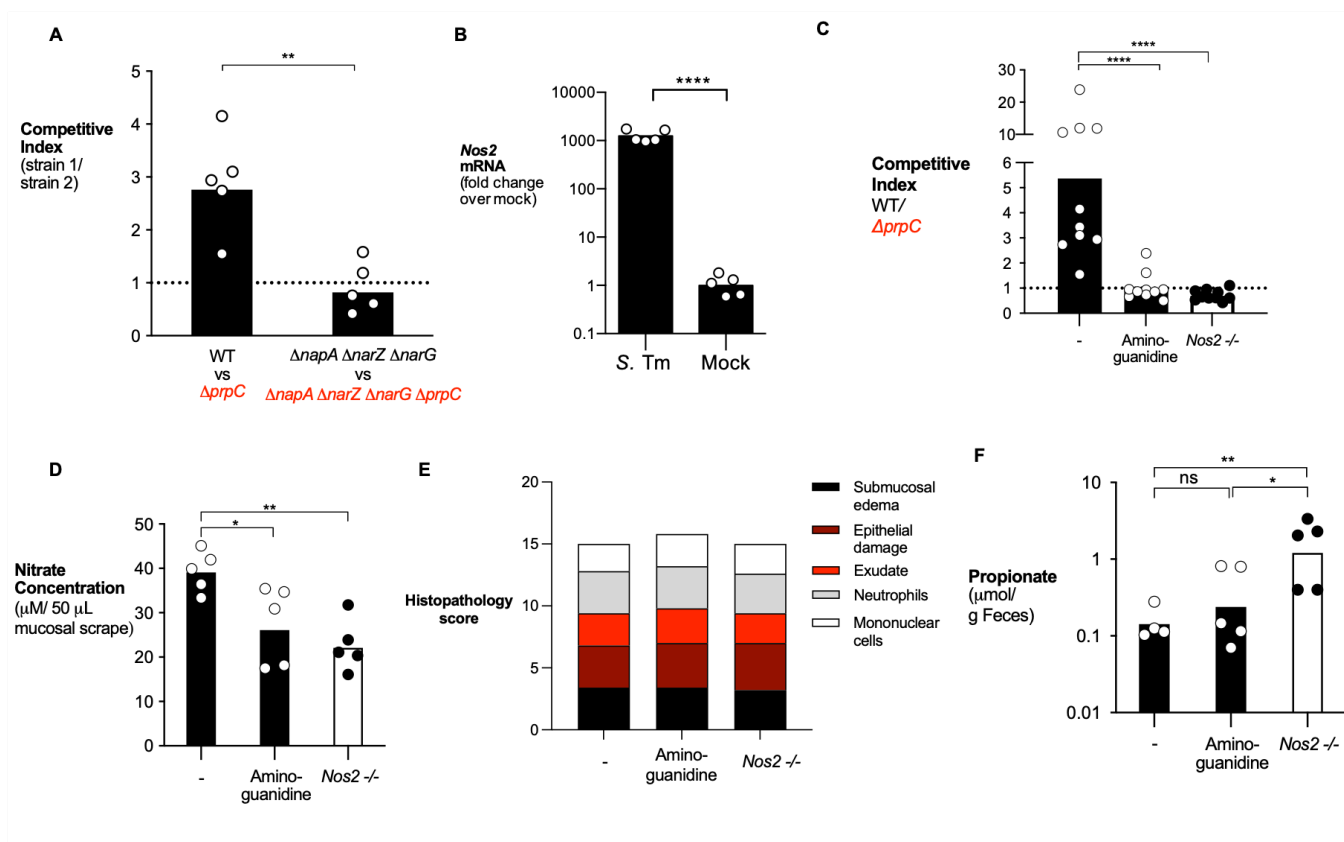 A
**
5
4
3
2
1
0
Competitive
Index
(strain 1/
strain 2)
WT
vs
ΔprpC
ΔnapA ΔnarZ ΔnarG
vs
ΔnapA ΔnarZ ΔnarG ΔprpC
B
****
10000
1000
100
10
1
0.1
Nos2
mRNA
(fold change
over mock)
S. Tm
Mock
C
****
****
30
20
10
6
5
4
3
2
1
0
Competitive
Index
WT/
ΔprpC
-
Amino-
guanidine
Nos2 -/-
D
**
*
50
40
30
20
10
0
Nitrate
Concentration
(μM/ 50 μL
mucosal scrape)
-
Amino-
guanidine
Nos2 -/-
E
20
15
10
5
0
Histopathology
score
-
Amino-
guanidine
Nos2 -/-
Submucosal
edema
Epithelial
damage
Exudate
Neutrophils
Mononuclear
cells
F
**
ns
*
10
1
0.1
0.01
Propionate
(μmol/
g Feces)
-
Amino-
guanidine
Nos2 -/-